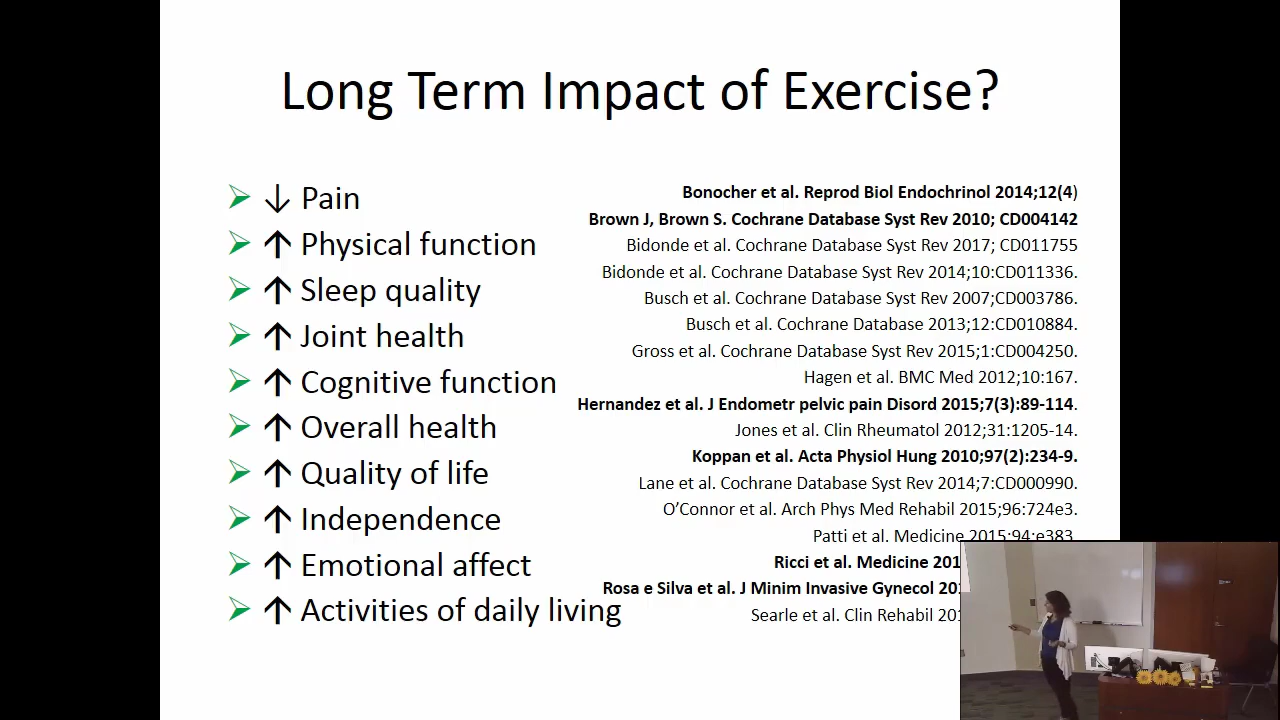 Long Term Impact of Exercise?
↓ Pain
↑ Physical function
↑ Sleep quality
↑ Joint health
↑ Cognitive function
↑ Overall health
↑ Quality of life
↑ Independence
↑ Emotional affect
↑ Activities of daily living
Bonocher et al. Reprod Biol Endochrinol 2014;12(4)
Brown J, Brown S. Cochrane Database Syst Rev 2010; CD004142
Bidonde et al. Cochrane Database Syst Rev 2017; CD011755
Bidonde et al. Cochrane Database Syst Rev 2014;10:CD011336.
Busch et al. Cochrane Database Syst Rev 2007;CD003786.
Busch et al. Cochrane Database 2013;12:CD010884.
Gross et al. Cochrane Database Syst Rev 2015;1:CD004250.
Hagen et al. BMC Med 2012;10:167.
Hernandez et al. J Endometr pelvic pain Disord 2015;7(3):89-114.
Jones et al. Clin Rheumatol 2012;31:1205-14.
Koppan et al. Acta Physiol Hung 2010;97(2):234-9.
Lane et al. Cochrane Database Syst Rev 2014;7:CD000990.
O'Connor et al. Arch Phys Med Rehabil 2015;96:724e3.
Patti et al. Medicine 2015;94:e383.
Ricci et al. Medicine 201
Rosa e Silva et al. J Minim Invasive Gynecol 201
Searle et al. Clin Rehabil 201